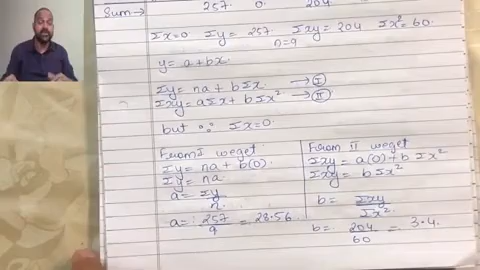 Sum→ 257 0 204
Σx=0 Σy = 257 Σxy = 204 Σx²= 60
n=9
y = a+bx
Σy = na + bΣx → I
Σxy = aΣx + bΣx² → II
but ∵ Σx=0
From I we get
Σy = na + b(0)
Σy = na
a = Σy/n
a = 257/9 = 28.56
From II we get
Σxy = a(0) + b Σx²
Σxy = b Σx²
b = Σxy/Σx²
b = 204/60 = 3.4